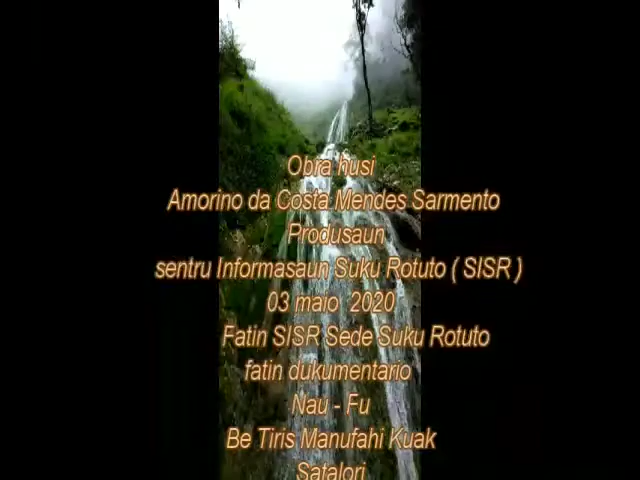 Obra husi
Amorino da Costa Mendes Sarmento
Produsaun
sentru Informasaun Suku Rotuto ( SISR )
03 maio 2020
Fatin SISR Sede Suku Rotuto
fatin dukumentario
Nau - Fu
Be Tiris Manufahi Kuak
Satalori